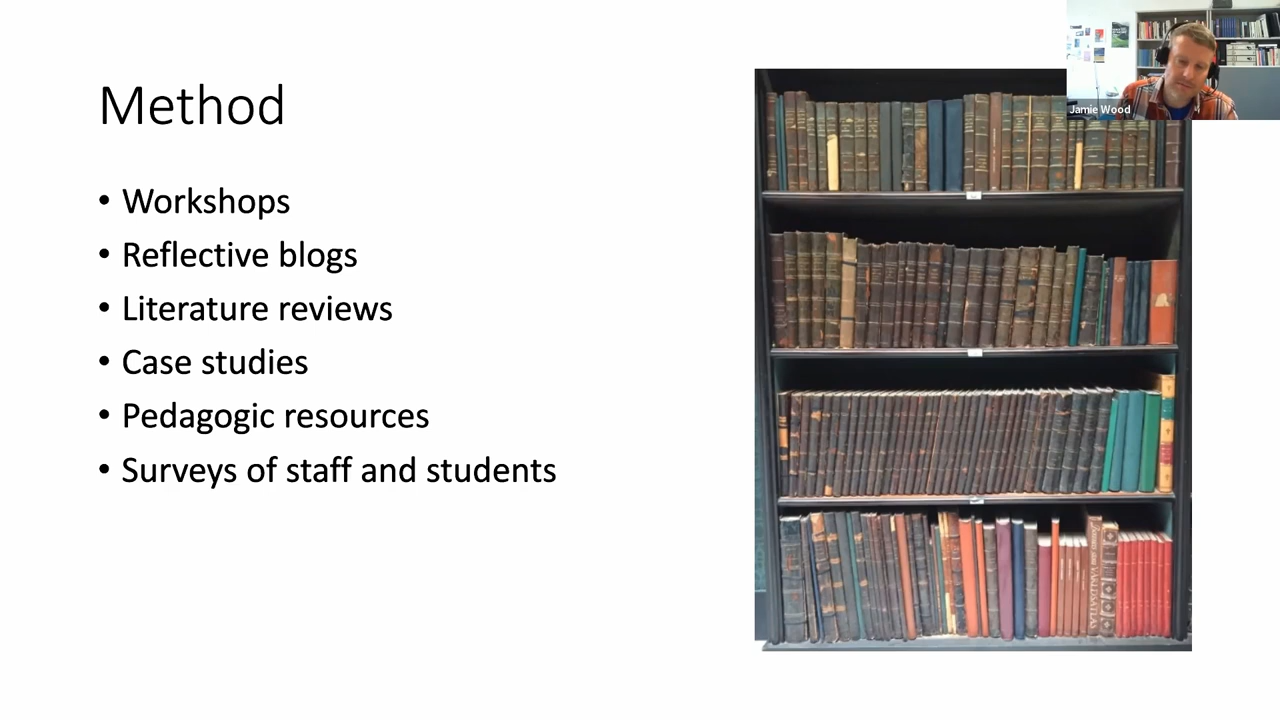 Method
• Workshops
• Reflective blogs
• Literature reviews
• Case studies
• Pedagogic resources
• Surveys of staff and students
Jamie Wood